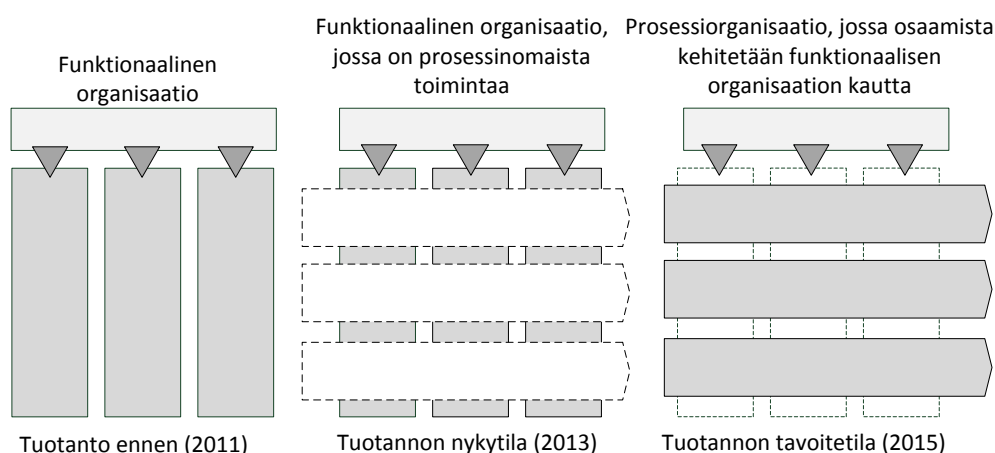 Funktionaalinen
organisaatio
Funktionaalinen organisaatio,
jossa on prosessinomaista
toimintaa
Prosessiorganisaatio, jossa osaamista
kehitetään funktionaalisen
organisaation kautta
Tuotanto ennen (2011)
Tuotannon nykytila (2013)
Tuotannon tavoitetila (2015)